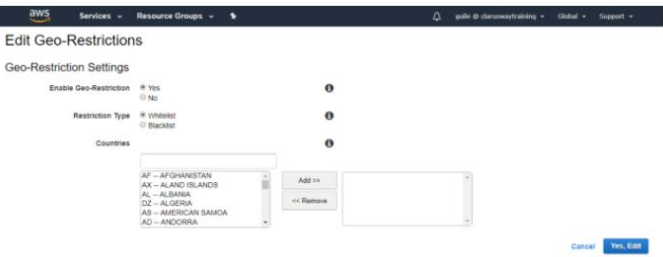 aws Services Resource Groups guile @ claruswaytraining Global Support
Edit Geo-Restrictions
Geo-Restriction Settings
Enable Geo-Restriction Yes
No
Restriction Type Whitelist
Blacklist
Countries
AF -- AFGHANISTAN
AX -- ALAND ISLANDS
AL -- ALBANIA
DZ -- ALGERIA
AS -- AMERICAN SAMOA
AD -- ANDORRA
Add >>
<< Remove
Cancel Yes, Edit